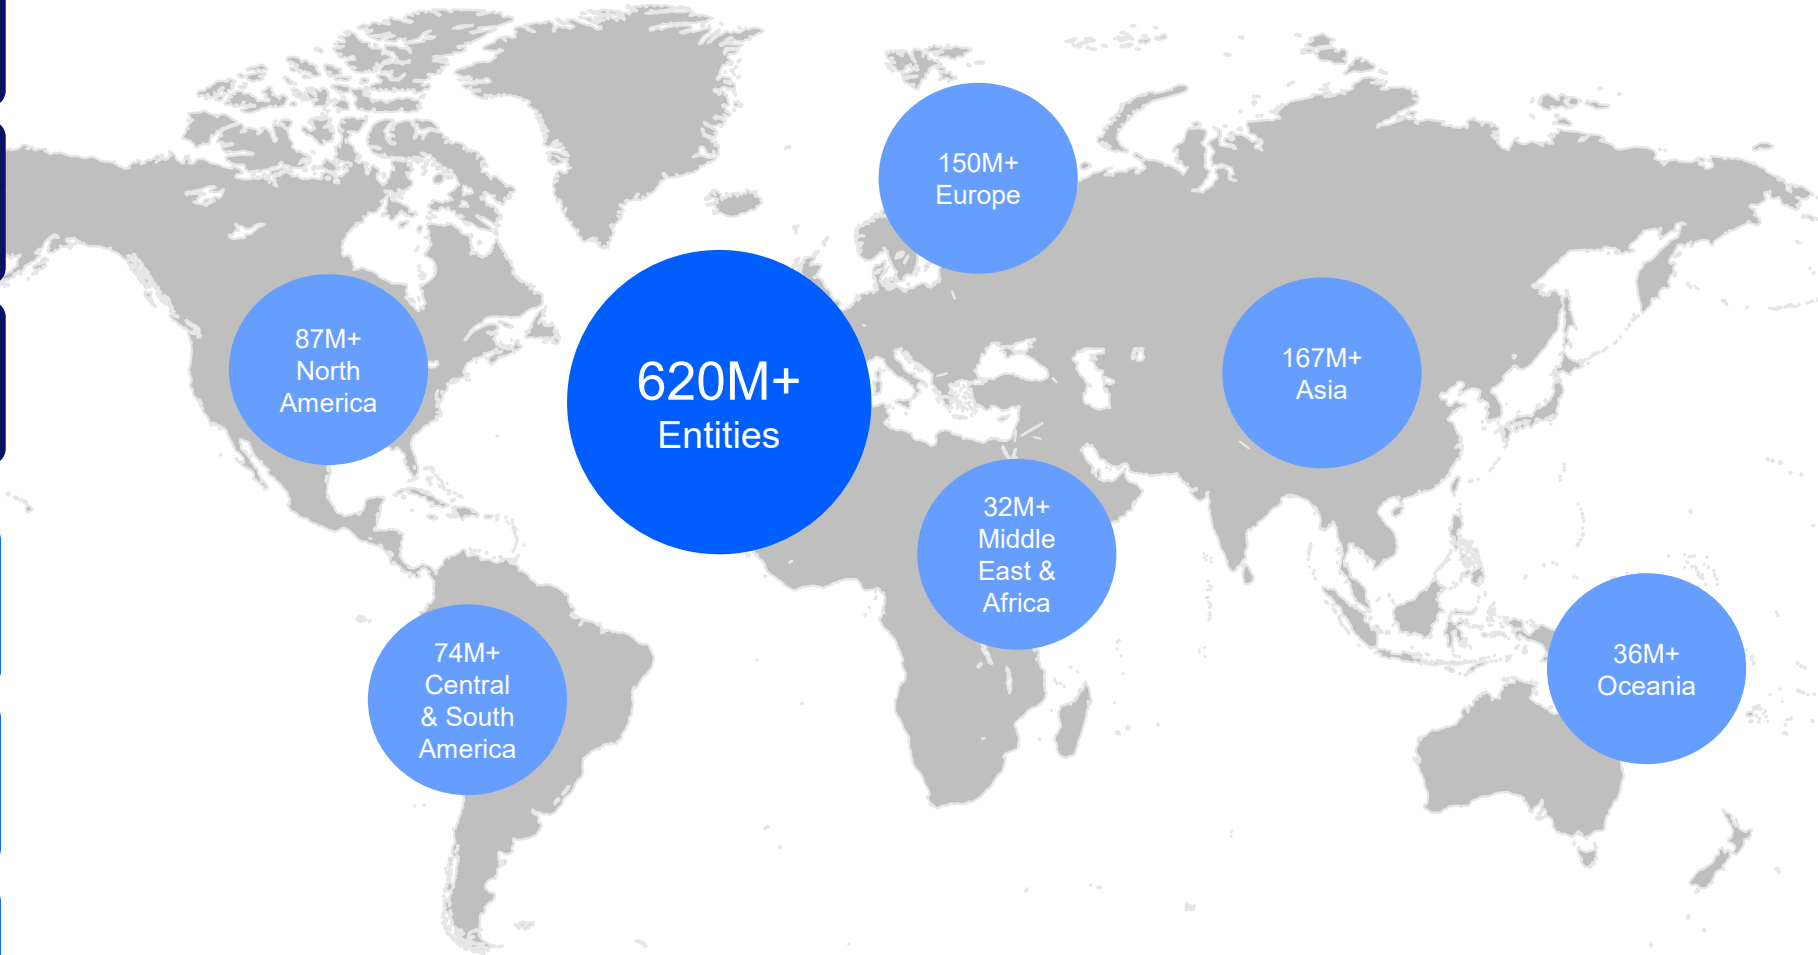 150M+
Europe
87M+
North
America
620M+
Entities
167M+
Asia
32M+
Middle
East &
Africa
74M+
Central
& South
America
36M+
Oceania